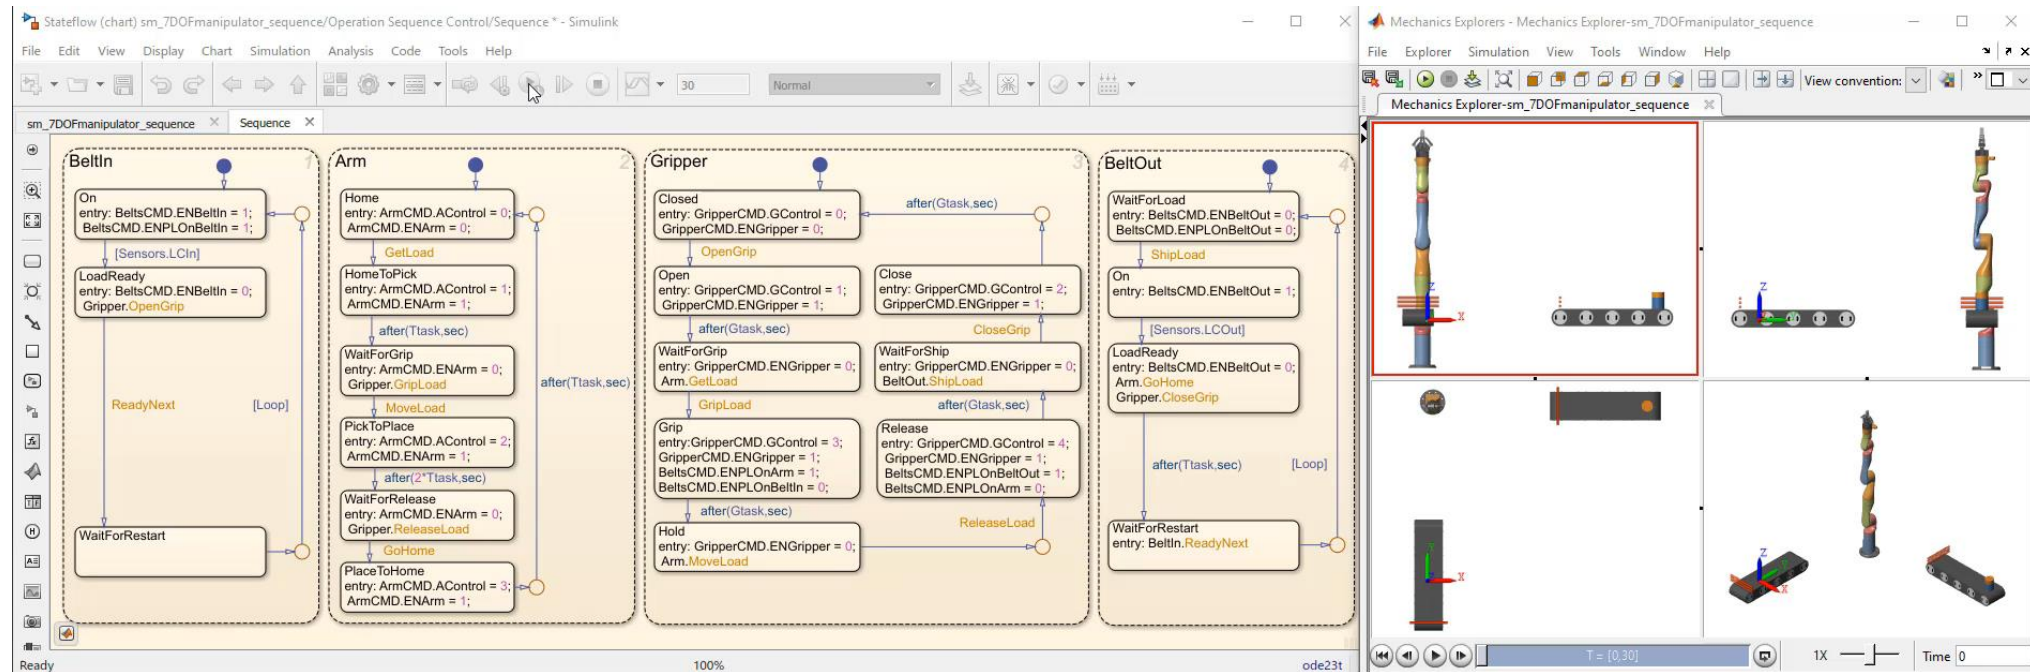 Stateflow (chart) sm_7DOFmanipulator_sequence/Operation Sequence Control/Sequence * - Simulink
File Edit View Display Chart Simulation Analysis Code Tools Help
30
Normal
sm_7DOFmanipulator_sequence
Sequence
BeltIn
1
On
entry: BeltsCMD.ENBeltIn = 1;
BeltsCMD.ENPLOnBeltIn = 1;
[Sensors.LCIn]
LoadReady
entry: BeltsCMD.ENBeltIn = 0;
Gripper.OpenGrip
ReadyNext
[Loop]
WaitForRestart
Arm
2
Home
entry: ArmCMD.AControl = 0;
ArmCMD.ENArm = 0;
GetLoad
HomeToPick
entry: ArmCMD.AControl = 1;
ArmCMD.ENArm = 1;
after(Ttask,sec)
WaitForGrip
entry: ArmCMD.ENArm = 0;
Gripper.GripLoad
MoveLoad
PickToPlace
entry: ArmCMD.AControl = 2;
ArmCMD.ENArm = 1;
after(2*Ttask,sec)
WaitForRelease
entry: ArmCMD.ENArm = 0;
Gripper.ReleaseLoad
GoHome
PlaceToHome
entry: ArmCMD.AControl = 3;
ArmCMD.ENArm = 1;
after(Ttask,sec)
Gripper
3
Closed
entry: GripperCMD.GControl = 0;
GripperCMD.ENGripper = 0;
OpenGrip
Open
entry: GripperCMD.GControl = 1;
GripperCMD.ENGripper = 1;
after(Gtask,sec)
WaitForGrip
entry: GripperCMD.ENGripper = 0;
Arm.GetLoad
GripLoad
Grip
entry:GripperCMD.GControl = 3;
GripperCMD.ENGripper = 1;
BeltsCMD.ENPLOnArm = 1;
BeltsCMD.ENPLOnBeltIn = 0;
after(Gtask,sec)
Hold
entry: GripperCMD.ENGripper = 0;
Arm.MoveLoad
after(Gtask,sec)
Close
entry: GripperCMD.GControl = 2;
GripperCMD.ENGripper = 1;
CloseGrip
WaitForShip
entry: GripperCMD.ENGripper = 0;
BeltOut.ShipLoad
after(Gtask,sec)
Release
entry: GripperCMD.GControl = 4;
GripperCMD.ENGripper = 1;
BeltsCMD.ENPLOnBeltOut = 1;
BeltsCMD.ENPLOnArm = 0;
ReleaseLoad
BeltOut
4
WaitForLoad
entry: BeltsCMD.ENBeltOut = 0;
BeltsCMD.ENPLOnBeltOut = 0;
ShipLoad
On
entry: BeltsCMD.ENBeltOut = 1;
[Sensors.LCOut]
LoadReady
entry: BeltsCMD.ENBeltOut = 0;
Arm.GoHome
Gripper.CloseGrip
after(Ttask,sec)
[Loop]
WaitForRestart
entry: BeltIn.ReadyNext
Ready
100%
ode23t
Mechanics Explorers - Mechanics Explorer-sm_7DOFmanipulator_sequence
File Explorer Simulation View Tools Window Help
View convention:
Mechanics Explorer-sm_7DOFmanipulator_sequence
Z
X
Z
X
Z
X
T = [0,30]
1X
Time 0